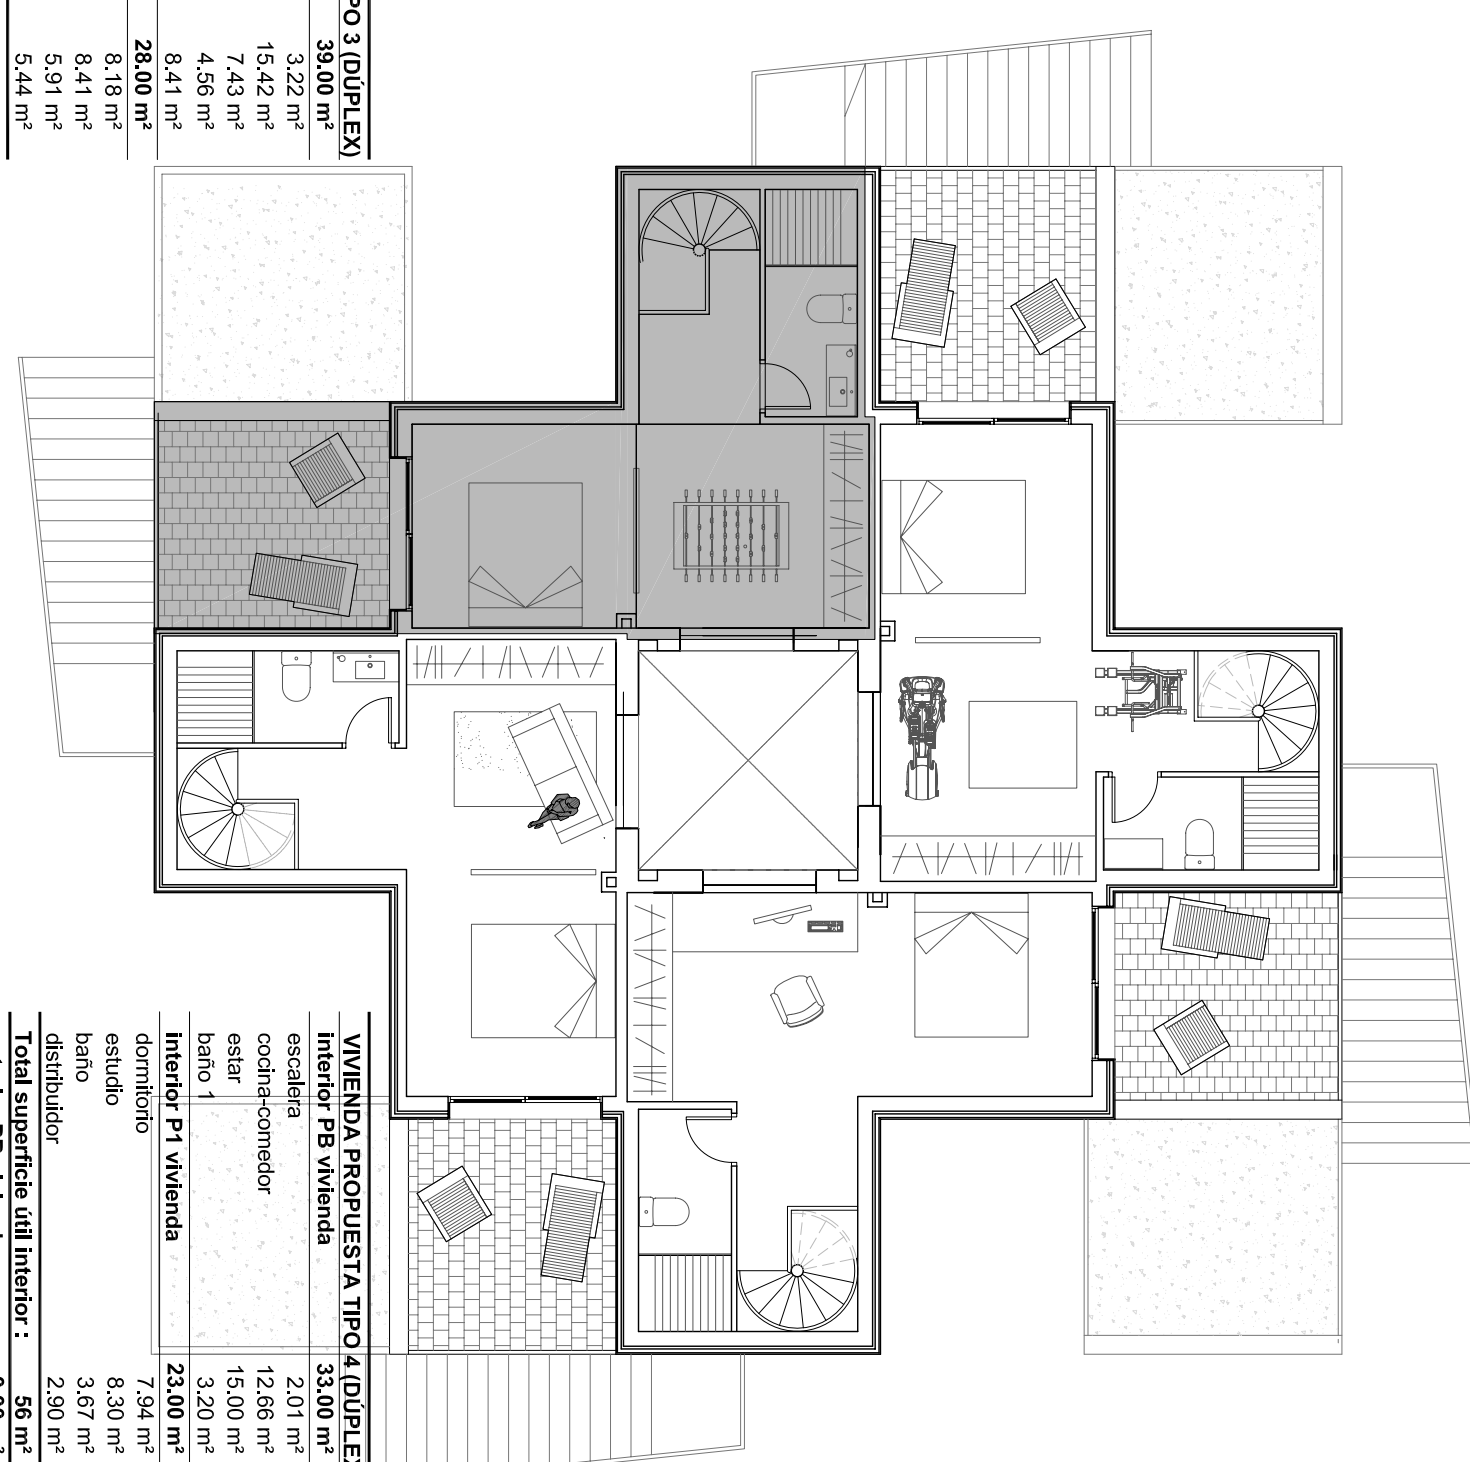 PO 3 (DÚPLEX)
39.00 m²
3.22 m²
15.42 m²
7.43 m²
4.56 m²
8.41 m²
28.00 m²
8.18 m²
8.41 m²
5.91 m²
5.44 m²
VIVIENDA PROPUESTA TIPO 4 (DÚPLEX
interior PB vivienda 33.00 m²
escalera 2.01 m²
cocina-comedor 12.66 m²
estar 15.00 m²
baño 1 3.20 m²
interior P1 vivienda 23.00 m²
dormitorio 7.94 m²
estudio 8.30 m²
baño 3.67 m²
distribuidor 2.90 m²
Total superficie útil interior : 56 m²